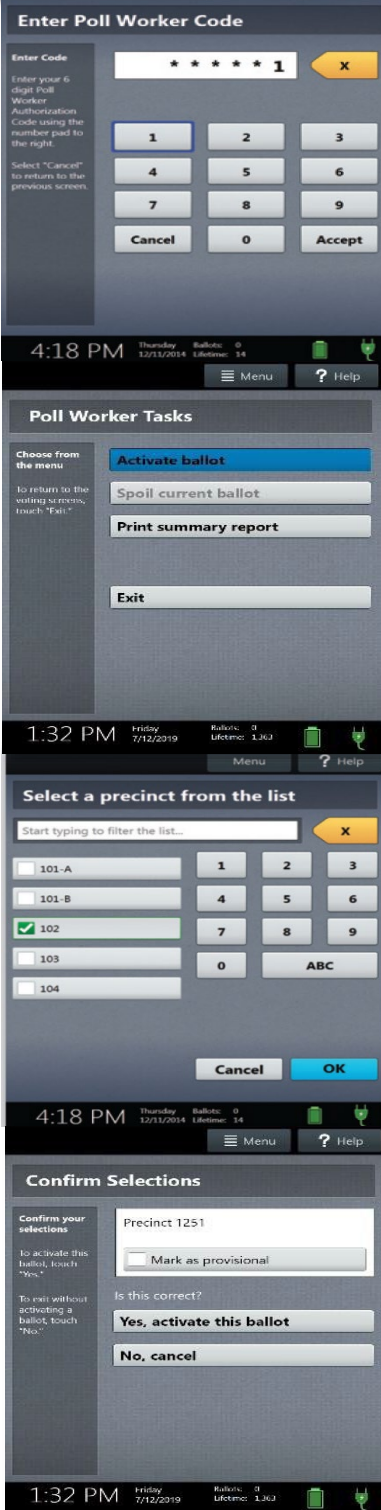 Enter Poll Worker Code
Enter Code
Enter your 6
digit Poll
Worker
Authorization
Code using the
number pad to
the right.
Select "Cancel"
to return to the
previous screen.
* * * * * 1
X
1 2 3
4 5 6
7 8 9
Cancel 0 Accept
4:18 PM Thursday Ballots: 0
12/11/2014 Lifetime: 14
Menu ? Help
Poll Worker Tasks
Choose from
the menu
To return to the
voting screens,
touch "Exit."
Activate ballot
Spoil current ballot
Print summary report
Exit
1:32 PM Friday Ballots: 0
7/12/2019 Lifetime: 1,363
Menu ? Help
Select a precinct from the list
Start typing to filter the list...
X
101-A
101-B
102
103
104
1 2 3
4 5 6
7 8 9
0 ABC
Cancel OK
4:18 PM Thursday Ballots: 0
12/11/2014 Lifetime: 14
Menu ? Help
Confirm Selections
Confirm your
selections
To activate this
ballot, touch
"Yes."
To exit without
activating a
ballot, touch
"No."
Precinct 1251
Mark as provisional
Is this correct?
Yes, activate this ballot
No, cancel
1:32 PM Friday Ballots: 0
7/12/2019 Lifetime: 1,363